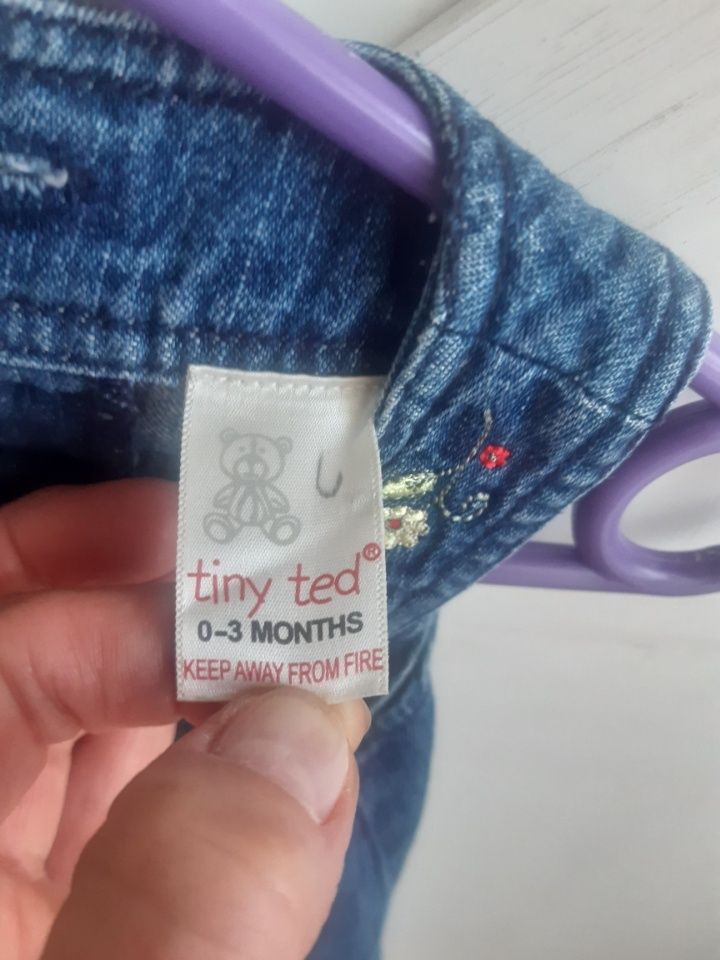 tiny ted®
0-3 MONTHS
KEEP AWAY FROM FIRE